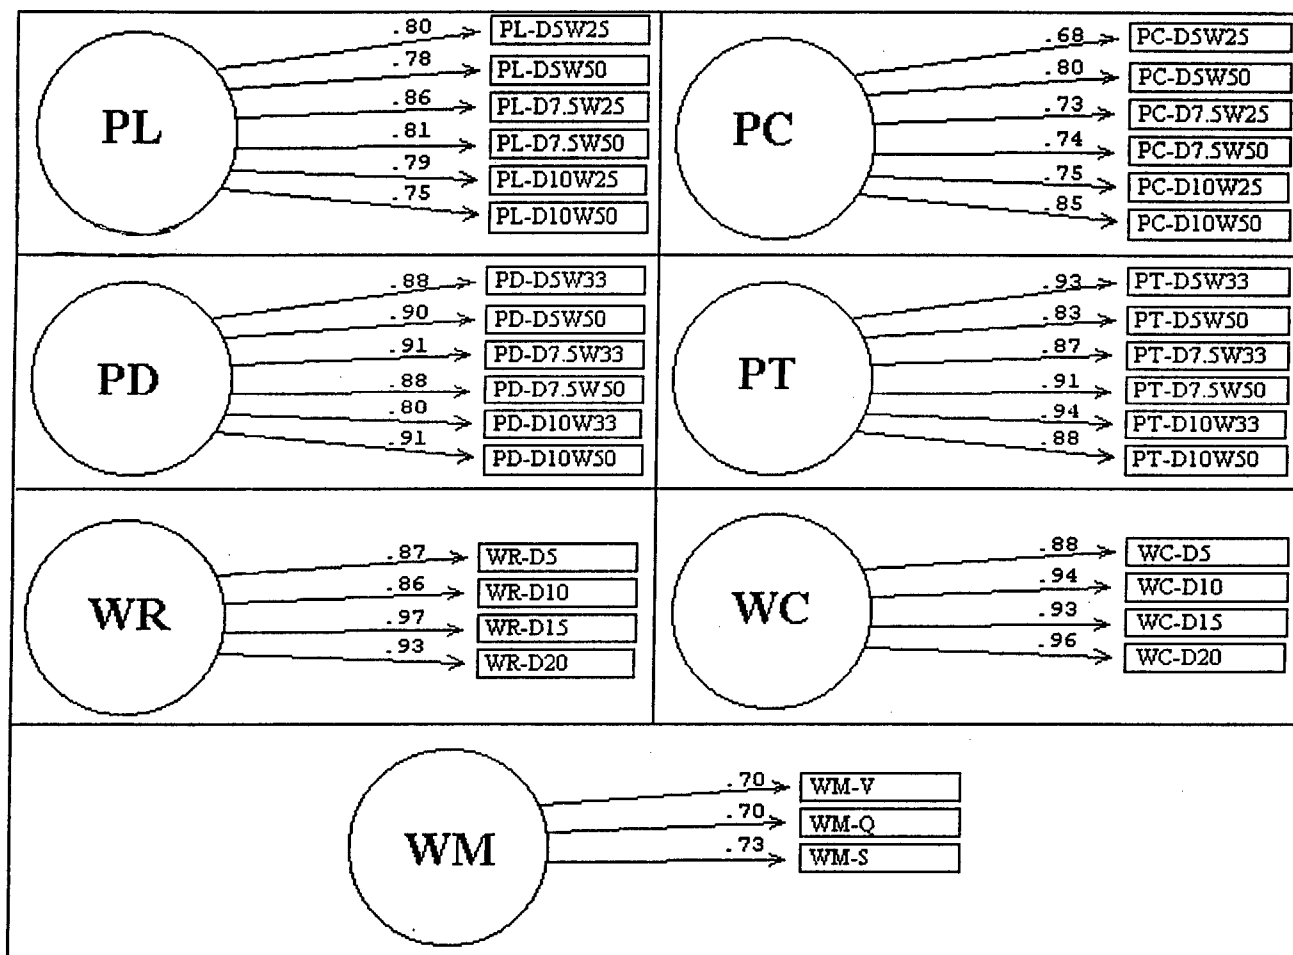 PL
.80 PL-D5W25
.78 PL-D5W50
.86 PL-D7.5W25
.81 PL-D7.5W50
.79 PL-D10W25
.75 PL-D10W50
PC
.68 PC-D5W25
.80 PC-D5W50
.73 PC-D7.5W25
.74 PC-D7.5W50
.75 PC-D10W25
.85 PC-D10W50
PD
.88 PD-D5W33
.90 PD-D5W50
.91 PD-D7.5W33
.88 PD-D7.5W50
.80 PD-D10W33
.91 PD-D10W50
PT
.93 PT-D5W33
.83 PT-D5W50
.87 PT-D7.5W33
.91 PT-D7.5W50
.94 PT-D10W33
.88 PT-D10W50
WR
.87 WR-D5
.86 WR-D10
.97 WR-D15
.93 WR-D20
WC
.88 WC-D5
.94 WC-D10
.93 WC-D15
.96 WC-D20
WM
.70 WM-V
.70 WM-Q
.73 WM-S